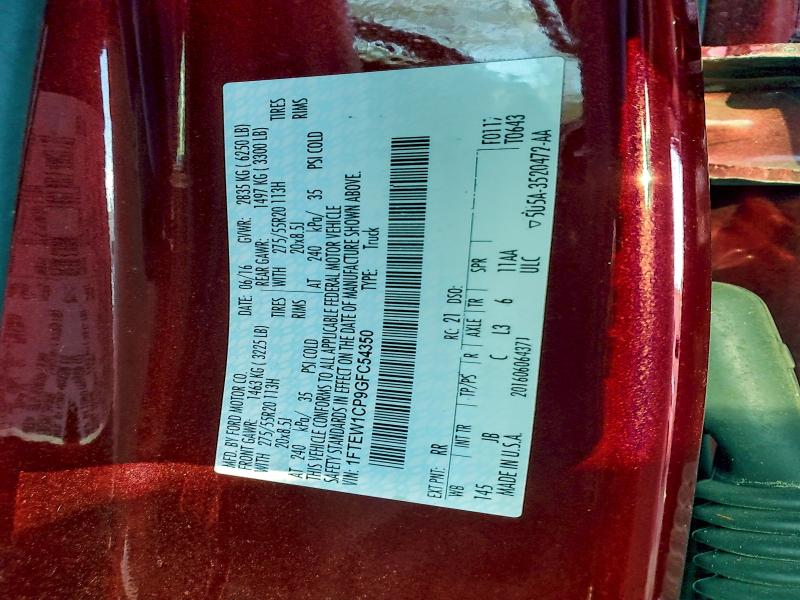 MFD. BY FORD MOTOR CO. DATE: 06/16 GVWR: 2835 KG ( 6250 LB)
FRONT GAWR: 1463 KG ( 3225 LB) REAR GAWR: 1497 KG ( 3300 LB)
WITH 275/55R20 113H TIRES WITH 275/55R20 113H TIRES
20x8.5J RIMS 20x8.5J RIMS
AT 240 kPa/ 35 PSI COLD AT 240 kPa/ 35 PSI COLD
THIS VEHICLE CONFORMS TO ALL APPLICABLE FEDERAL MOTOR VEHICLE
SAFETY STANDARDS IN EFFECT ON THE DATE OF MANUFACTURE SHOWN ABOVE.
VIN: 1FTEW1CP9GFC54350 TYPE: Truck
EXT PNT: RR RC: 21 DSO: F0117
WB INT TR TP/PS R AXLE TR SPR T0643
145 JB C L3 6 11AA
MADE IN U.S.A. 20160606437 ULC ▽5U5A-3520472-AA